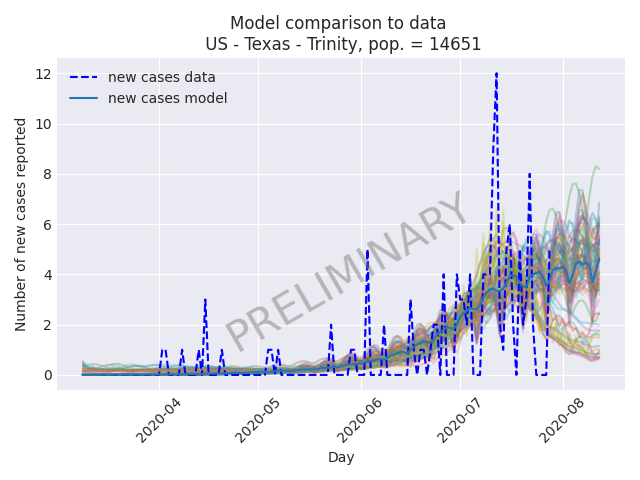 Model comparison to data
US - Texas - Trinity, pop. = 14651
new cases data
new cases model
Number of new cases reported
12
10
8
6
4
2
0
PRELIMINARY
2020-04
2020-05
2020-06
2020-07
2020-08
Day